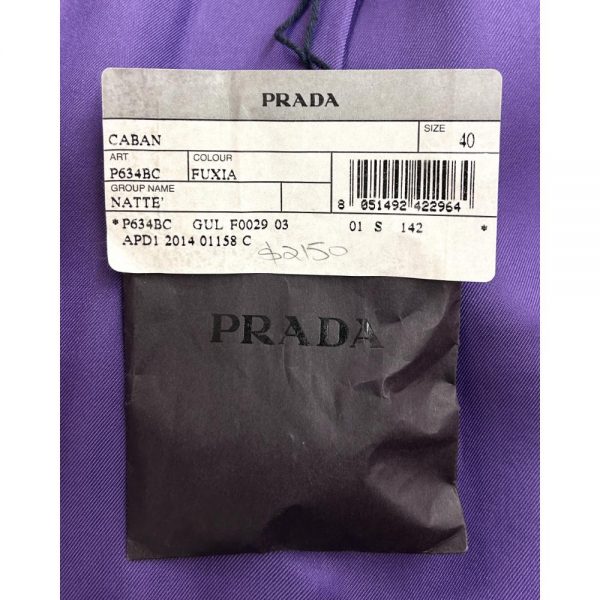 PRADA
CABAN SIZE 40
ART COLOUR
P634BC FUXIA
GROUP NAME
NATTE'
8 051492 422964
*P634BC GUL F0029 03 01 S 142 *
APD1 2014 01158 C $2150
PRADA